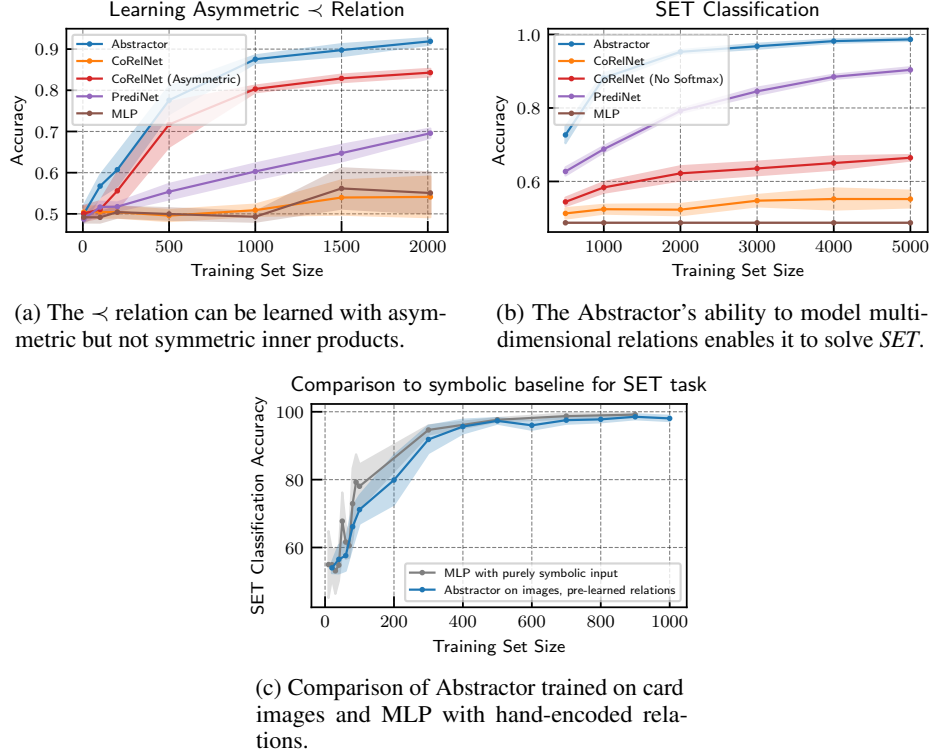 Learning Asymmetric ≺ Relation
Accuracy
0.9
0.8
0.7
0.6
0.5
Abstractor
CoRelNet
CoRelNet (Asymmetric)
PrediNet
MLP
0 500 1000 1500 2000
Training Set Size
(a) The ≺ relation can be learned with asym-
metric but not symmetric inner products.
SET Classification
Accuracy
1.0
0.8
0.6
Abstractor
CoRelNet
CoRelNet (No Softmax)
PrediNet
MLP
1000 2000 3000 4000 5000
Training Set Size
(b) The Abstractor's ability to model multi-
dimensional relations enables it to solve SET.
Comparison to symbolic baseline for SET task
SET Classification Accuracy
100
80
60
MLP with purely symbolic input
Abstractor on images, pre-learned relations
0 200 400 600 800 1000
Training Set Size
(c) Comparison of Abstractor trained on card
images and MLP with hand-encoded rela-
tions.